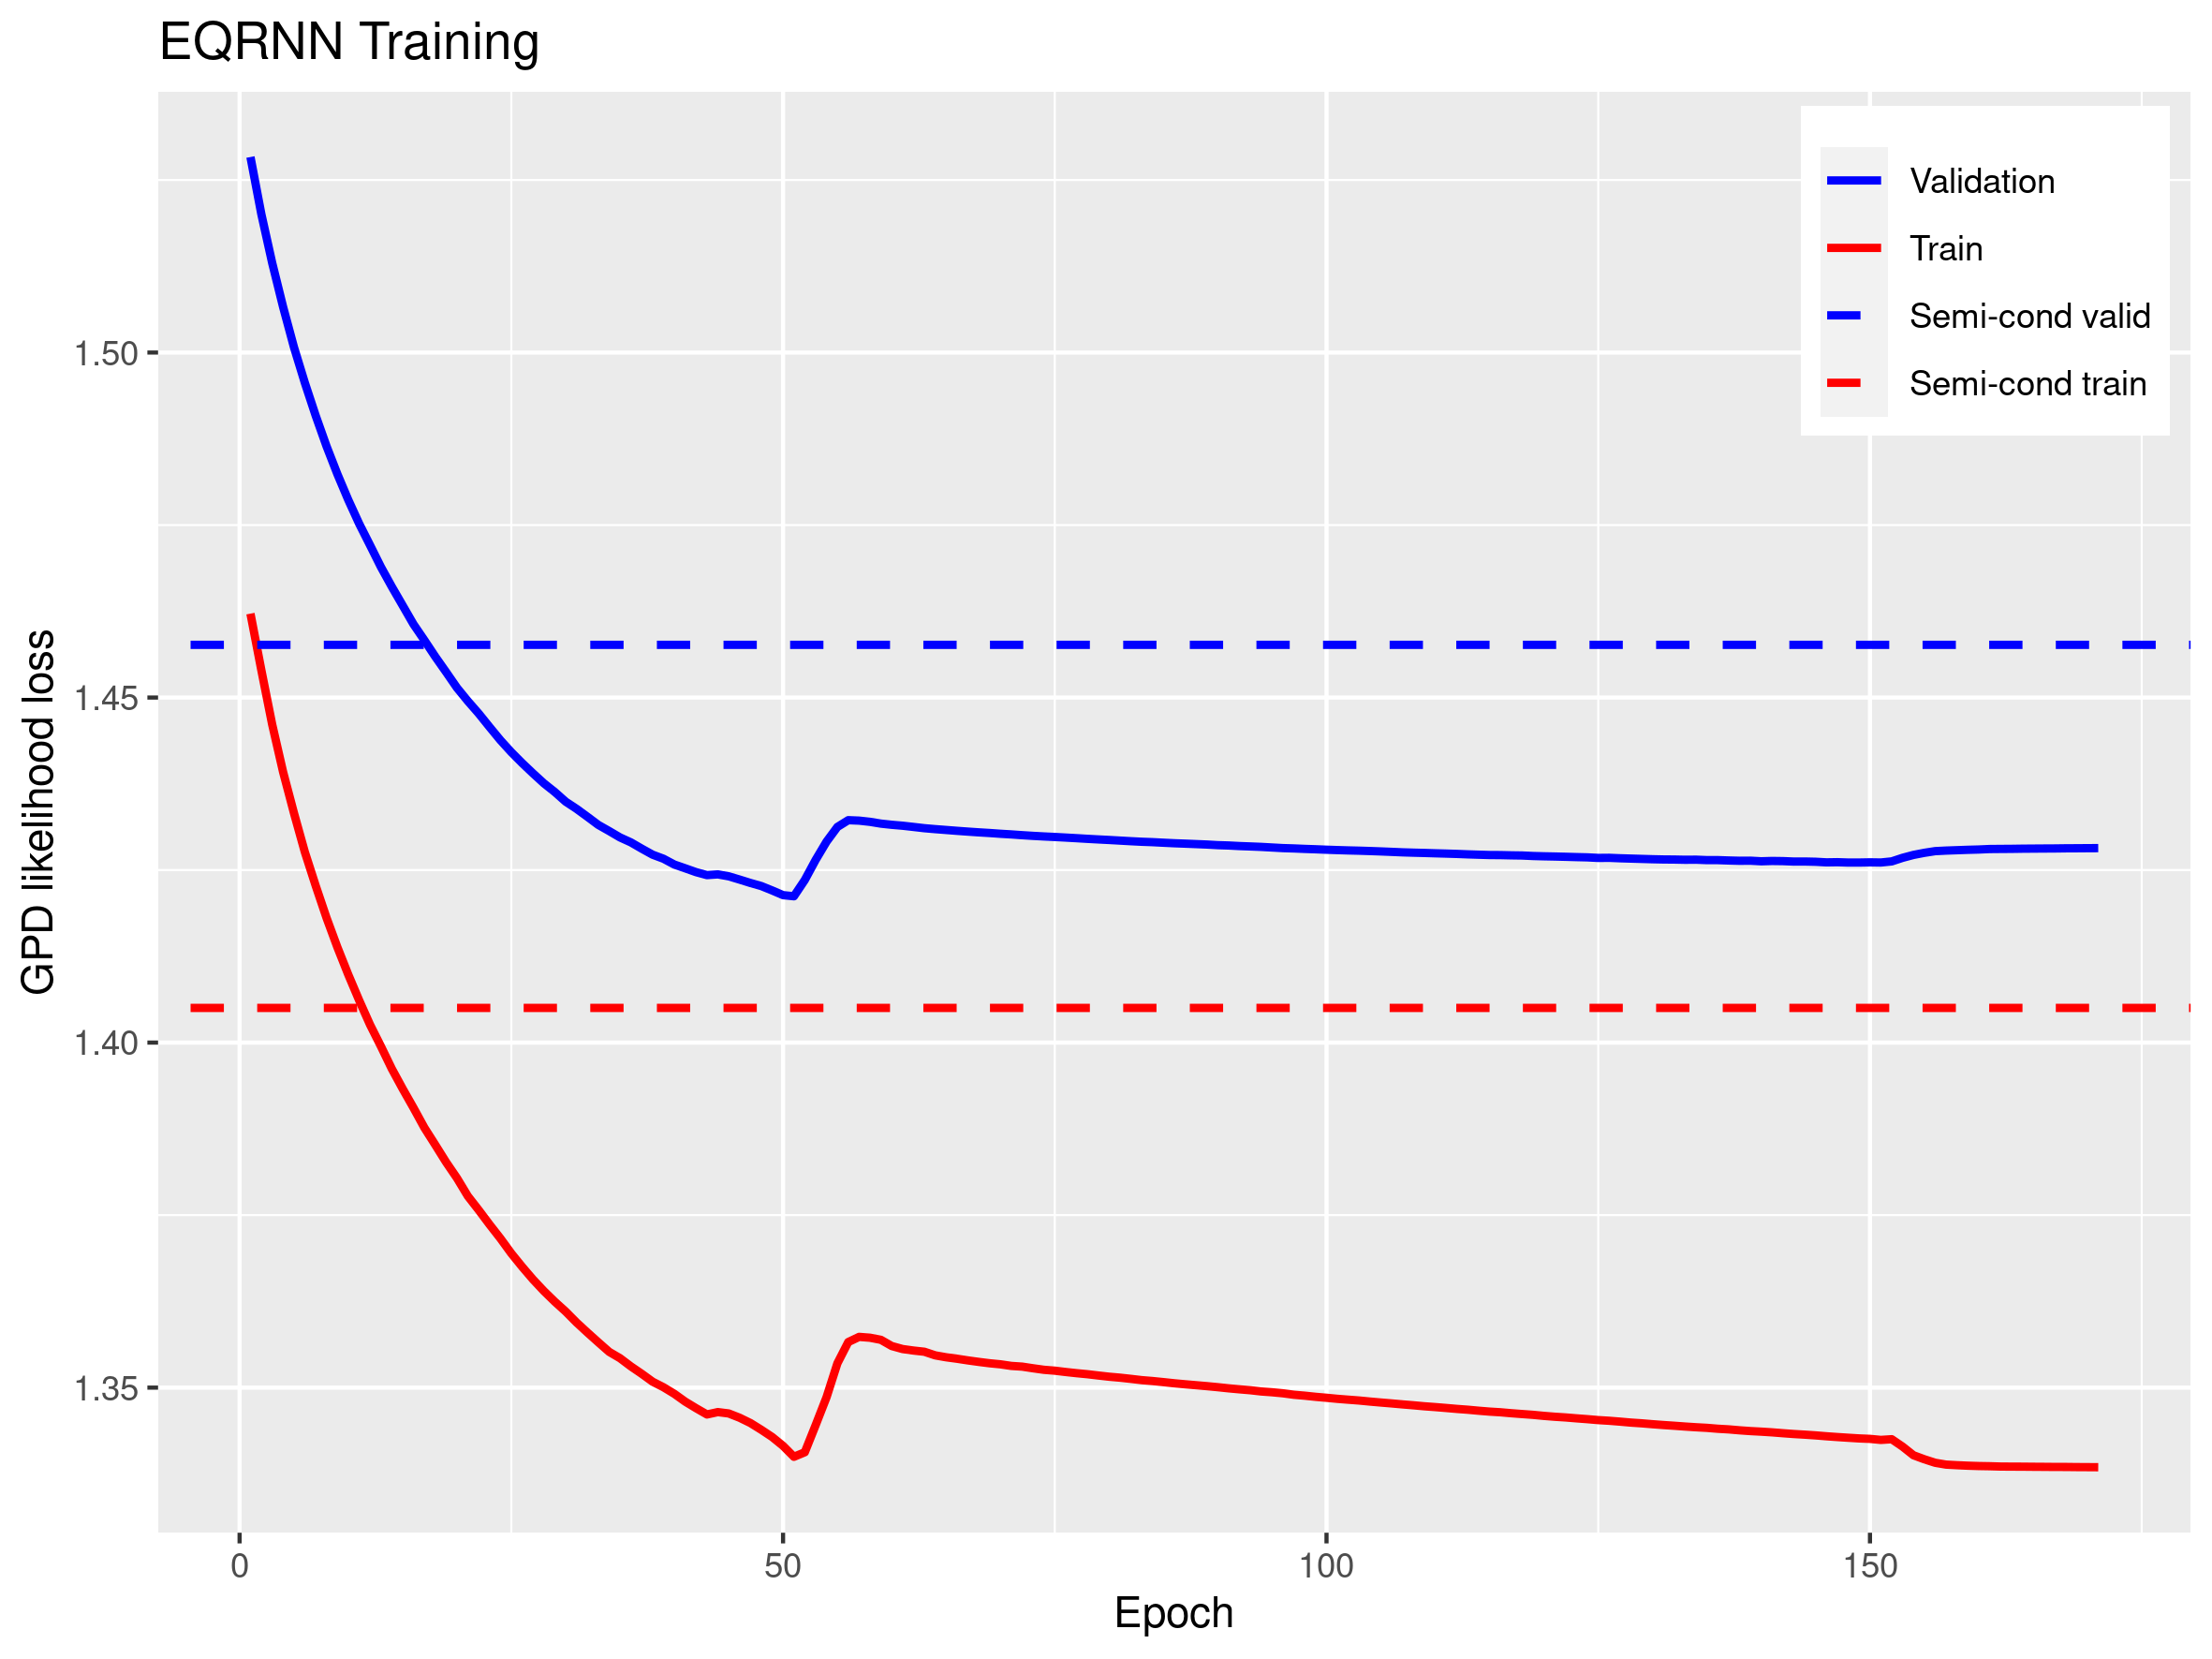 EQRNN Training
Validation
Train
Semi-cond valid
Semi-cond train
GPD likelihood loss
1.50
1.45
1.40
1.35
0 50 100 150
Epoch